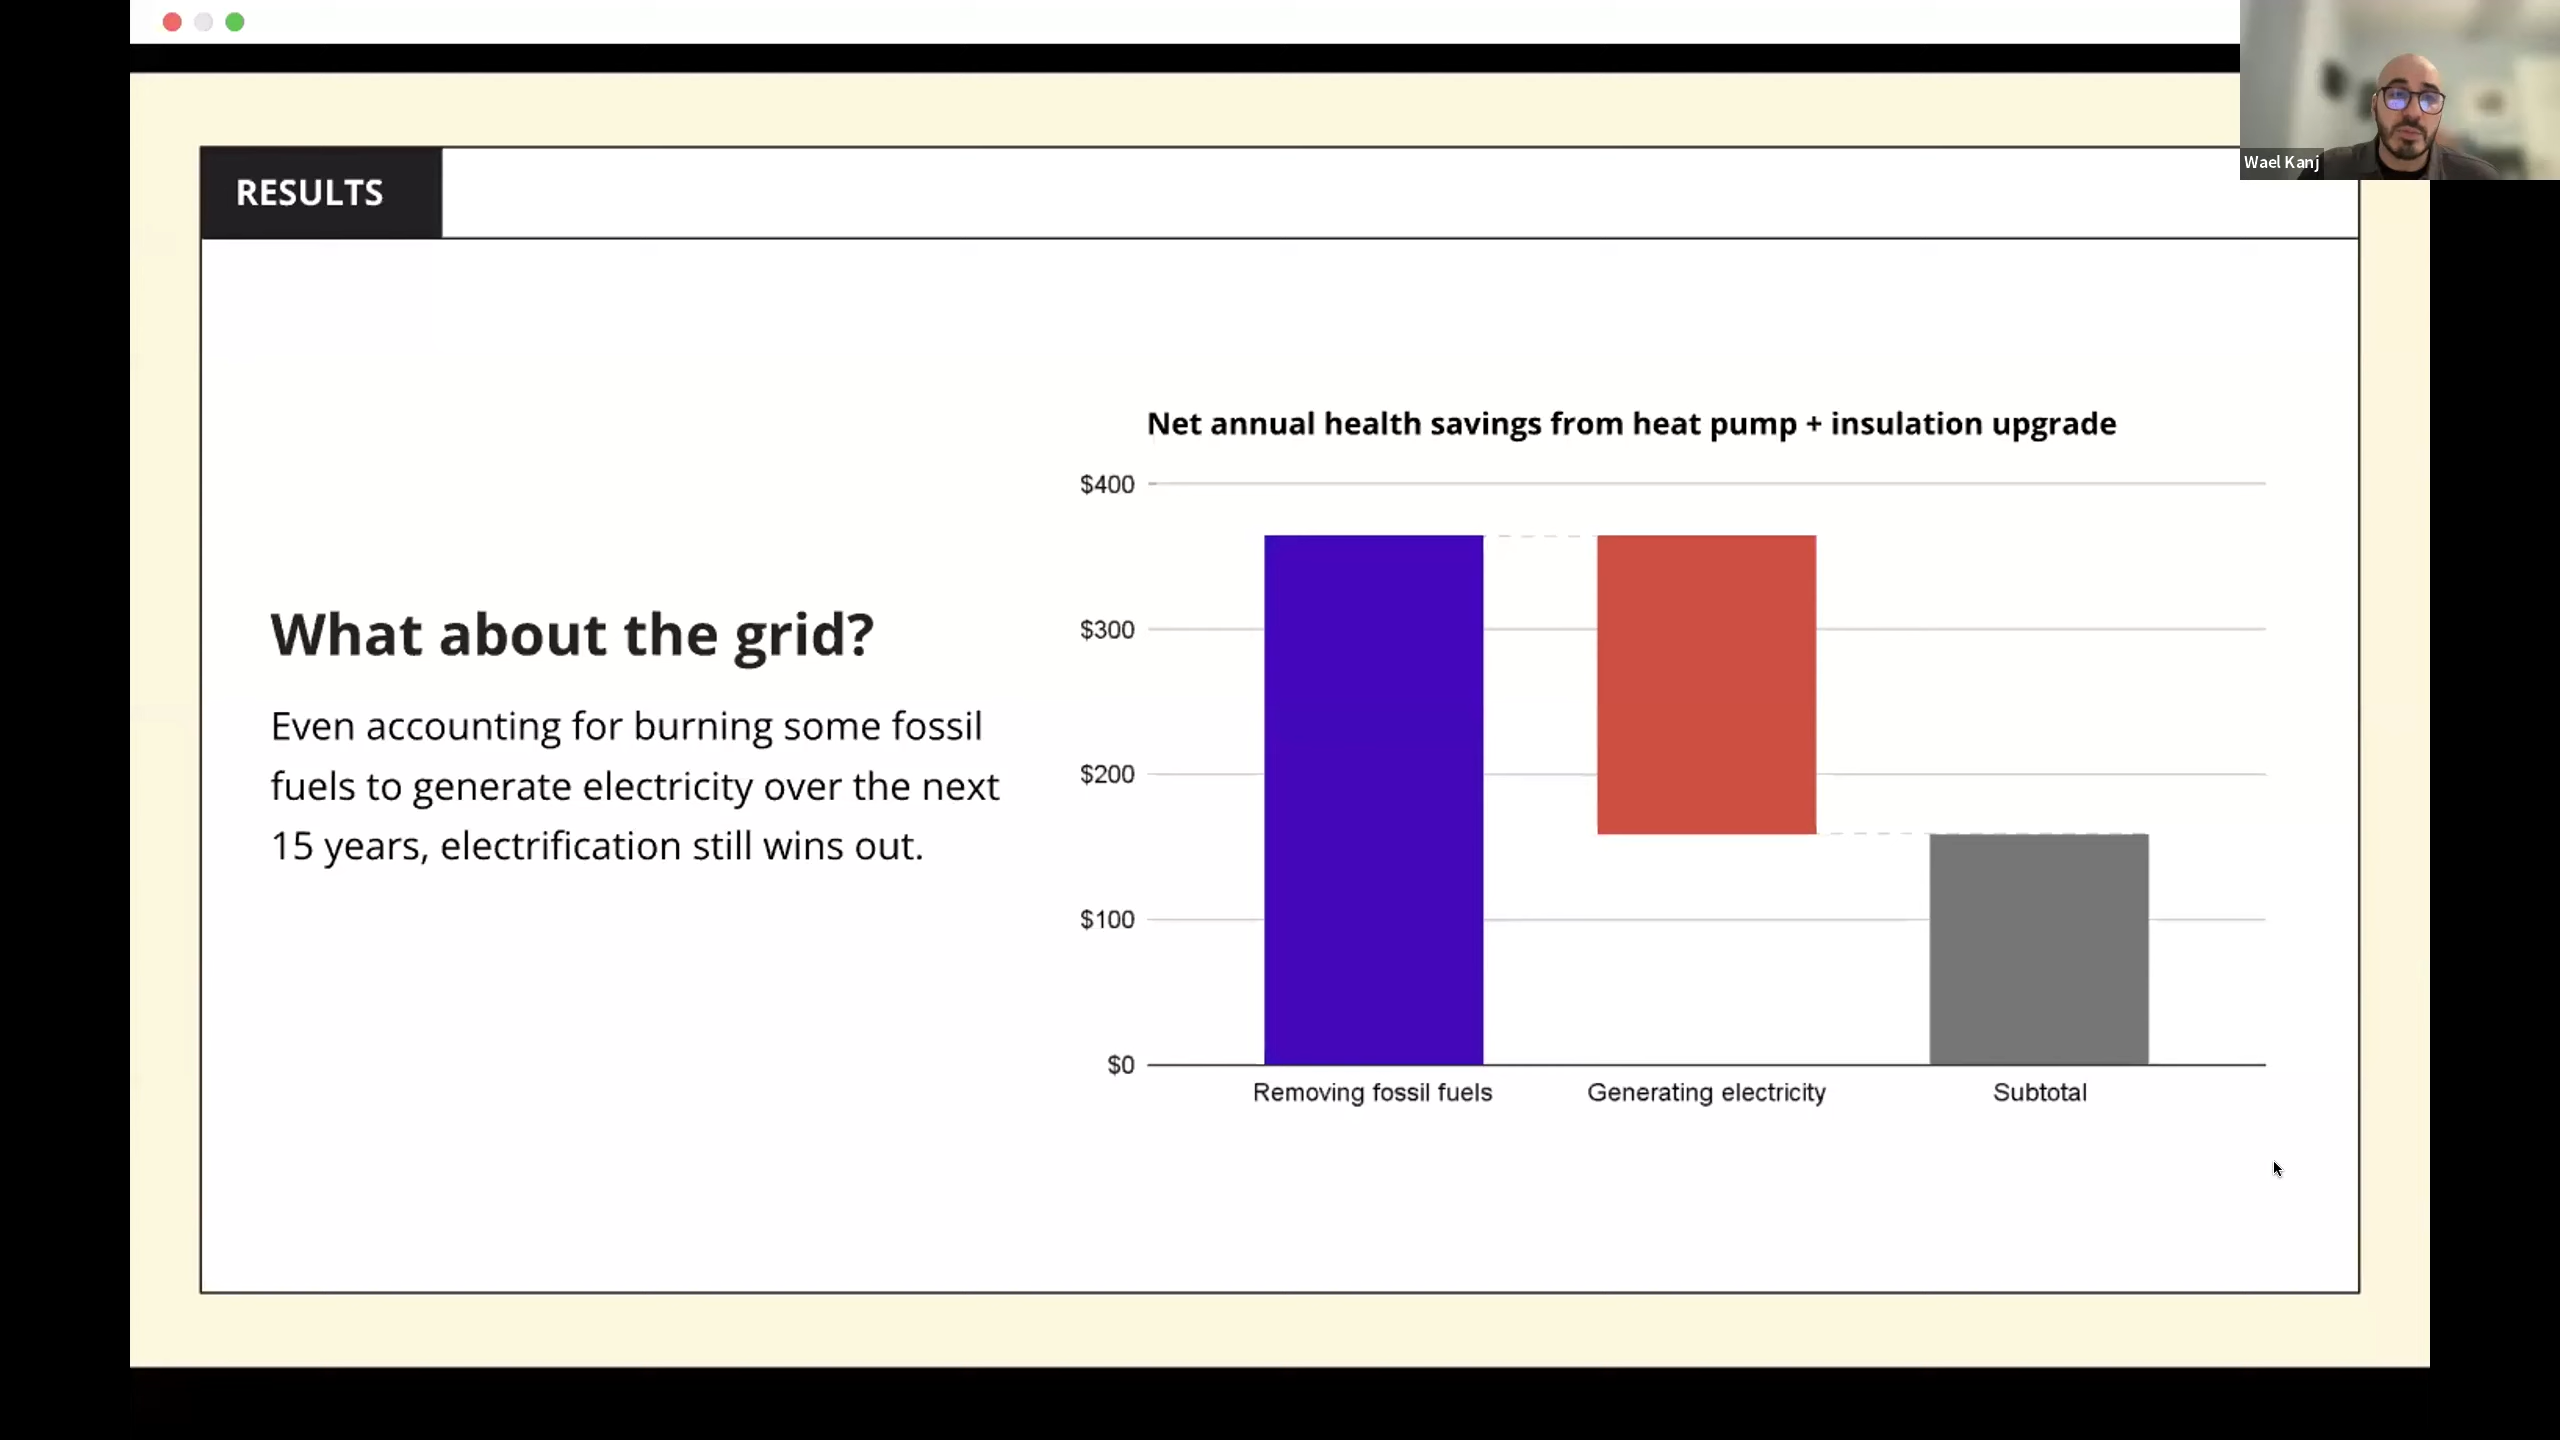 Wael Kanj
RESULTS
What about the grid?
Even accounting for burning some fossil
fuels to generate electricity over the next
15 years, electrification still wins out.
Net annual health savings from heat pump + insulation upgrade
$400
$300
$200
$100
$0
Removing fossil fuels
Generating electricity
Subtotal